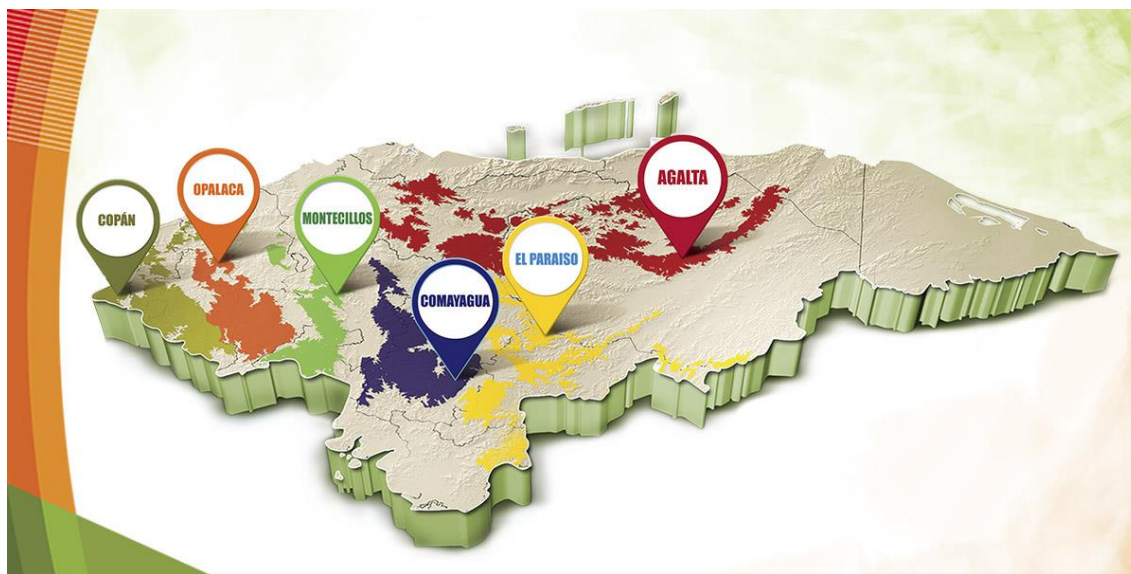 COPÁN
OPALACA
MONTECILLOS
COMAYAGUA
EL PARAISO
AGALTA